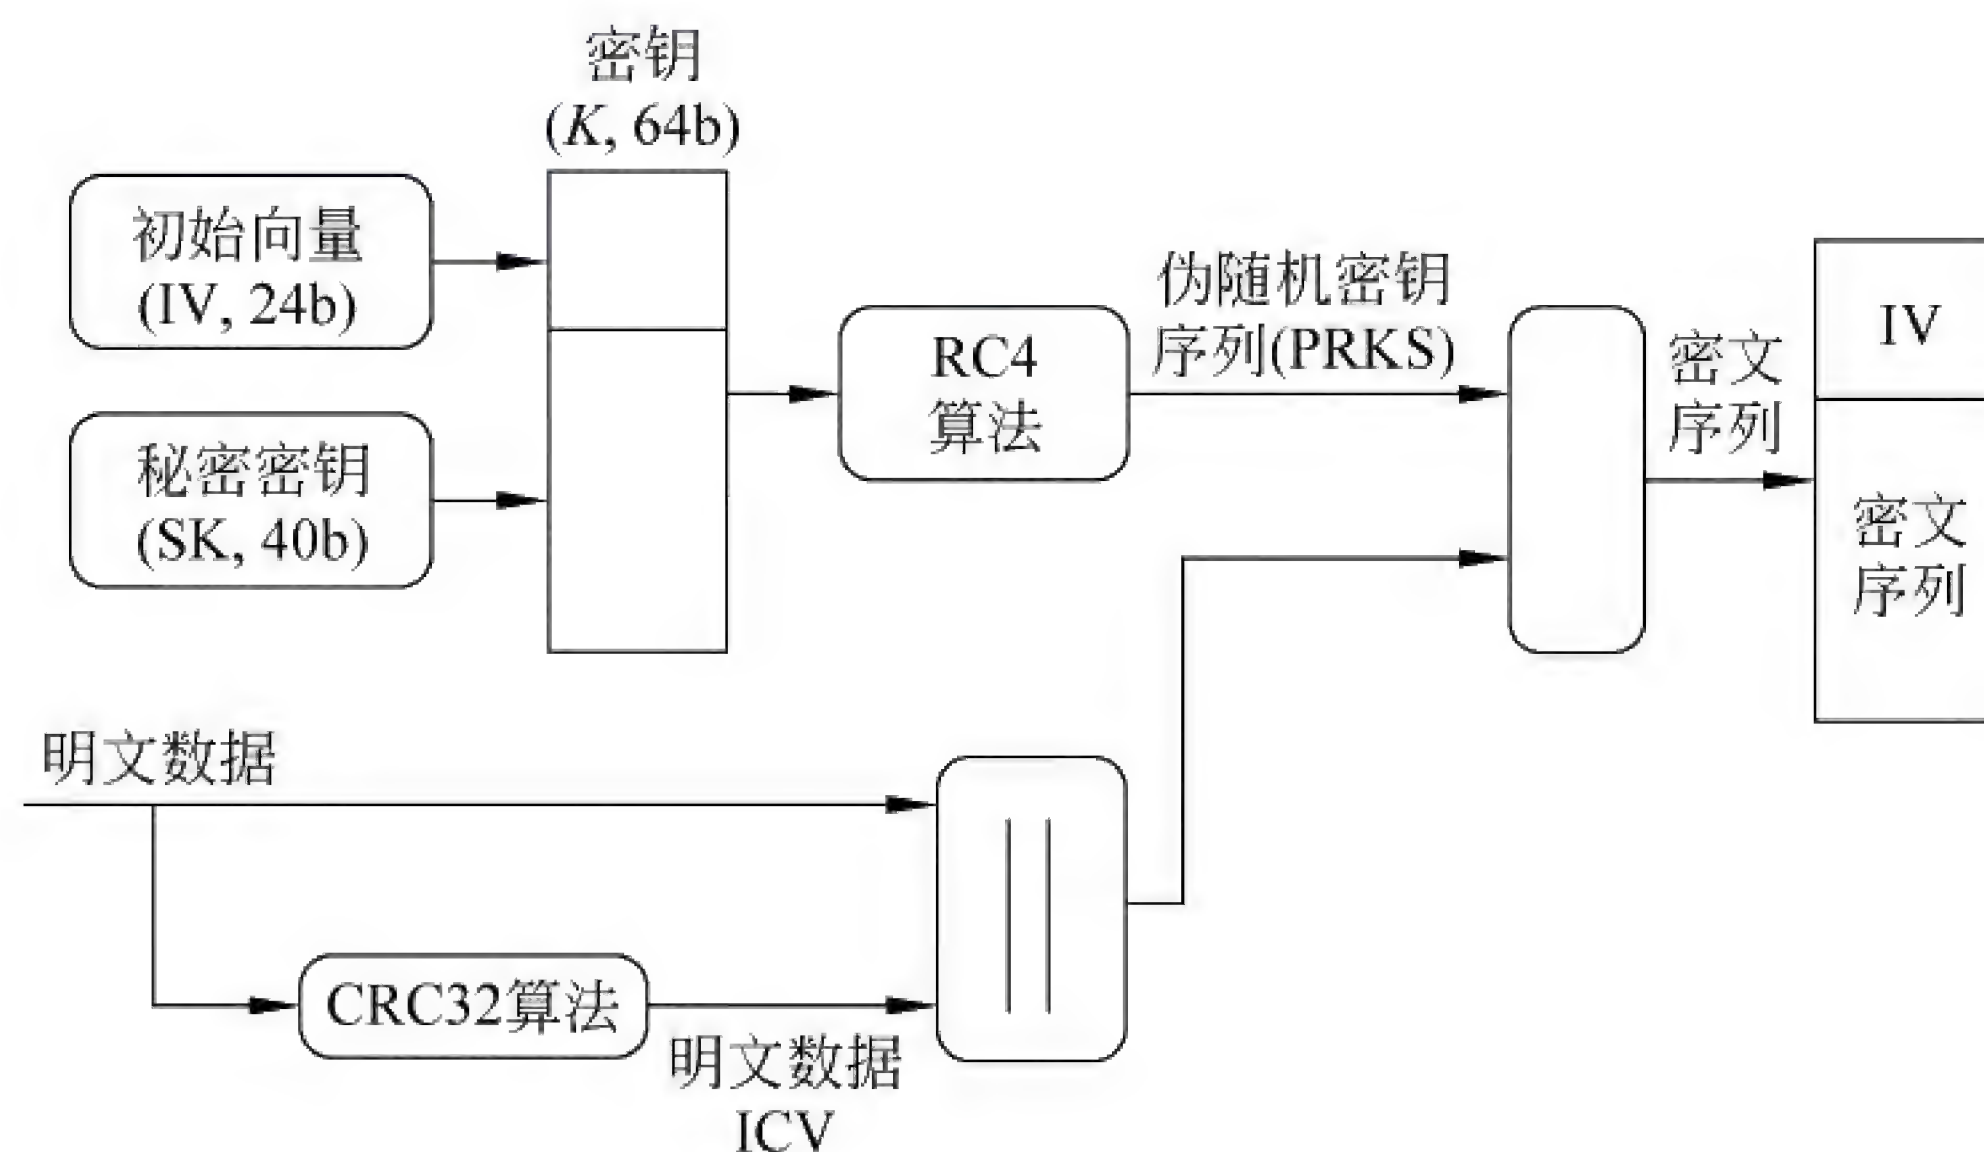 密钥
(K, 64b)
初始向量
(IV, 24b)
秘密密钥
(SK, 40b)
RC4
算法
伪随机密钥
序列(PRKS)
密文
序列
IV
密文
序列
明文数据
CRC32算法
明文数据
ICV